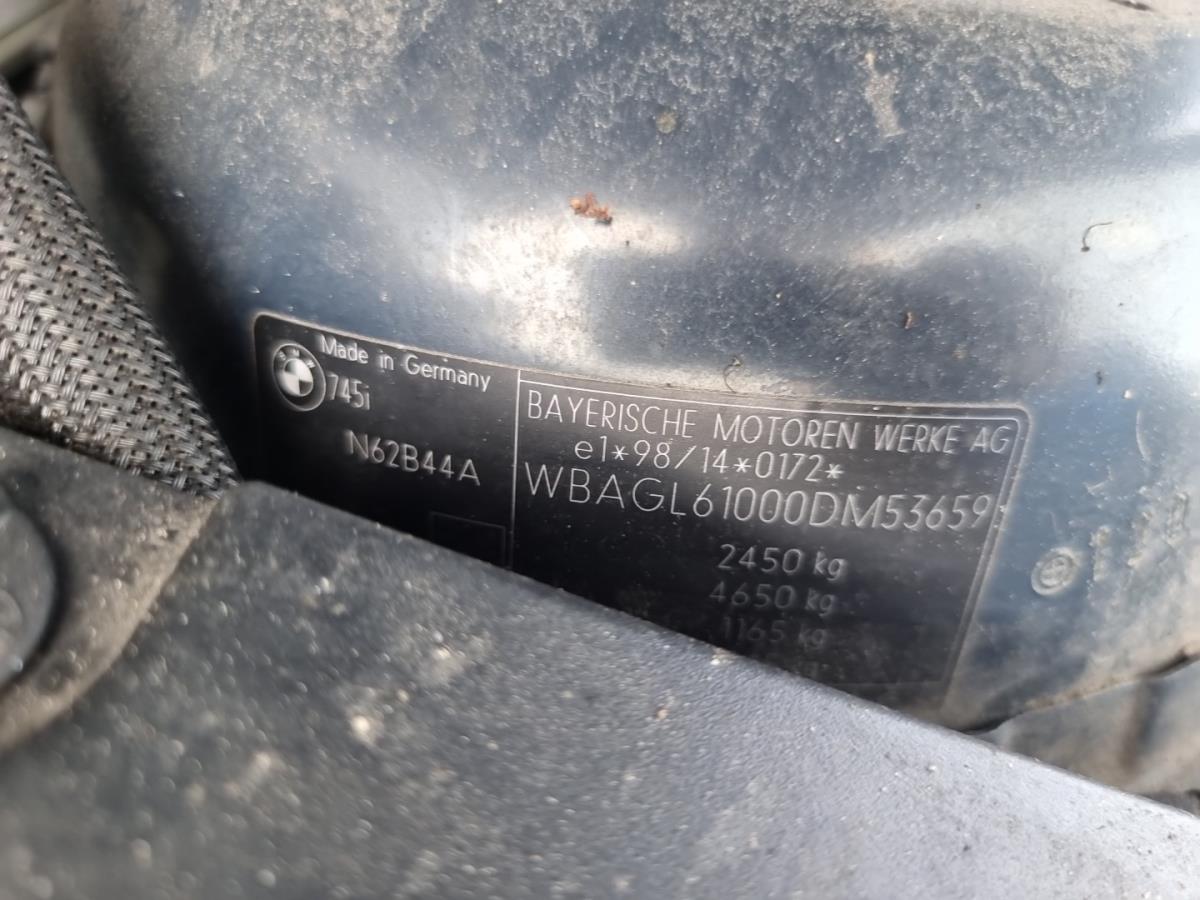 Made in Germany
745i
N62B44A
BAYERISCHE MOTOREN WERKE AG
e1*98/14*0172*
WBAGL61000DM53659
2450 kg
4650 kg
1165 kg